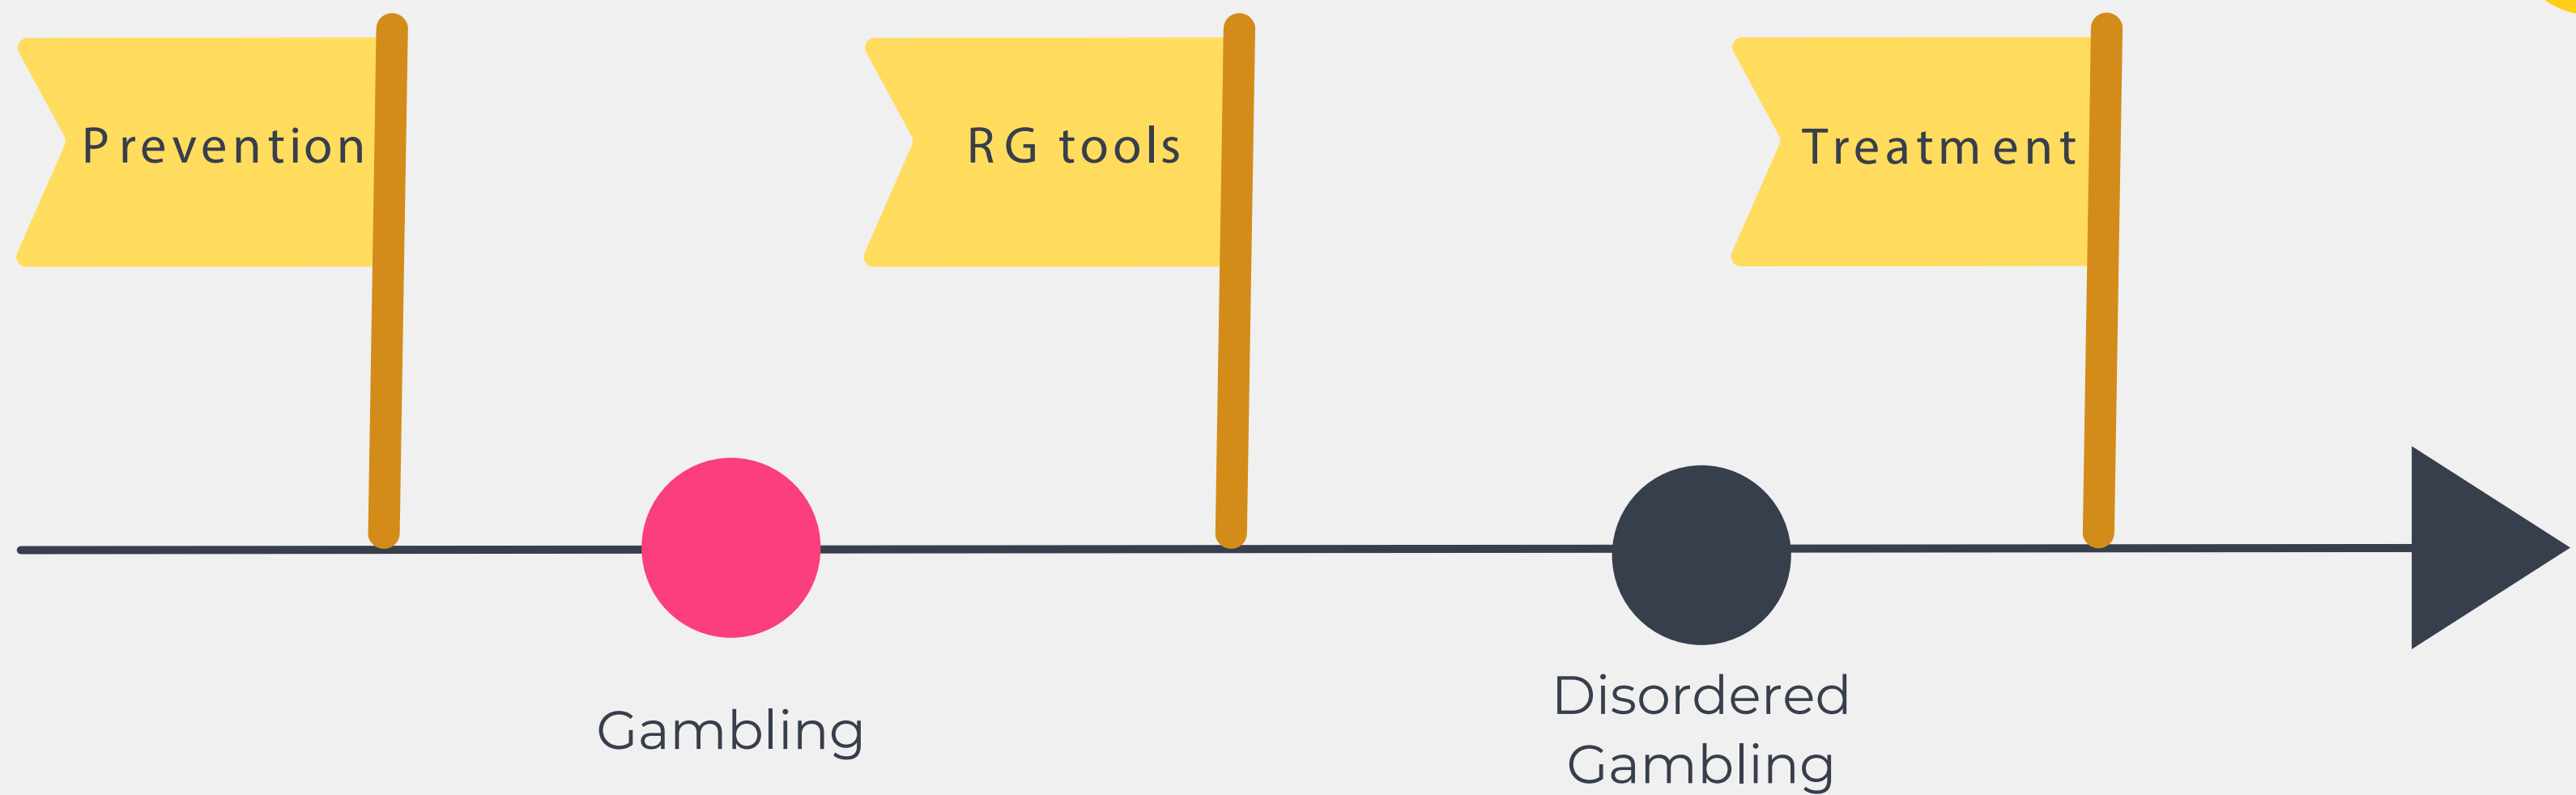 Prevention
RG tools
Treatment
Gambling
Disordered
Gambling